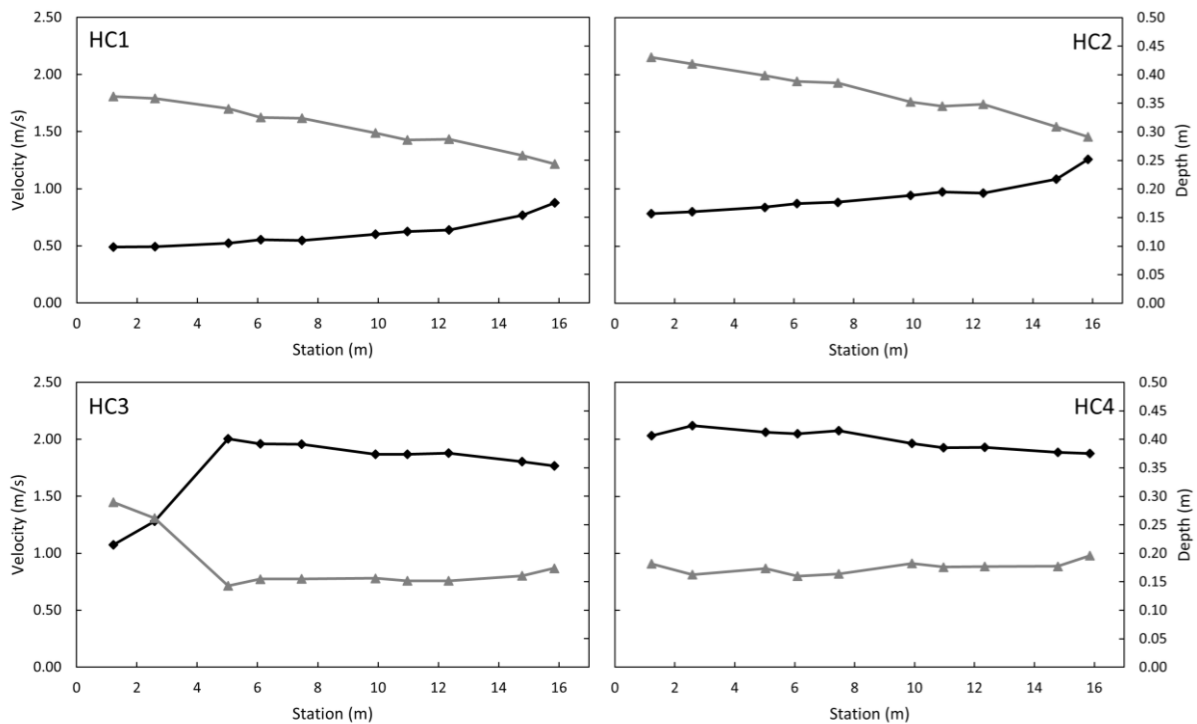 HC1
2.50
2.00
1.50
1.00
0.50
0.00
Velocity (m/s)
0 2 4 6 8 10 12 14 16
Station (m)
HC2
0.50
0.45
0.40
0.35
0.30
0.25
0.20
0.15
0.10
0.05
0.00
Depth (m)
0 2 4 6 8 10 12 14 16
Station (m)
HC3
2.50
2.00
1.50
1.00
0.50
0.00
Velocity (m/s)
0 2 4 6 8 10 12 14 16
Station (m)
HC4
0.50
0.45
0.40
0.35
0.30
0.25
0.20
0.15
0.10
0.05
0.00
Depth (m)
0 2 4 6 8 10 12 14 16
Station (m)